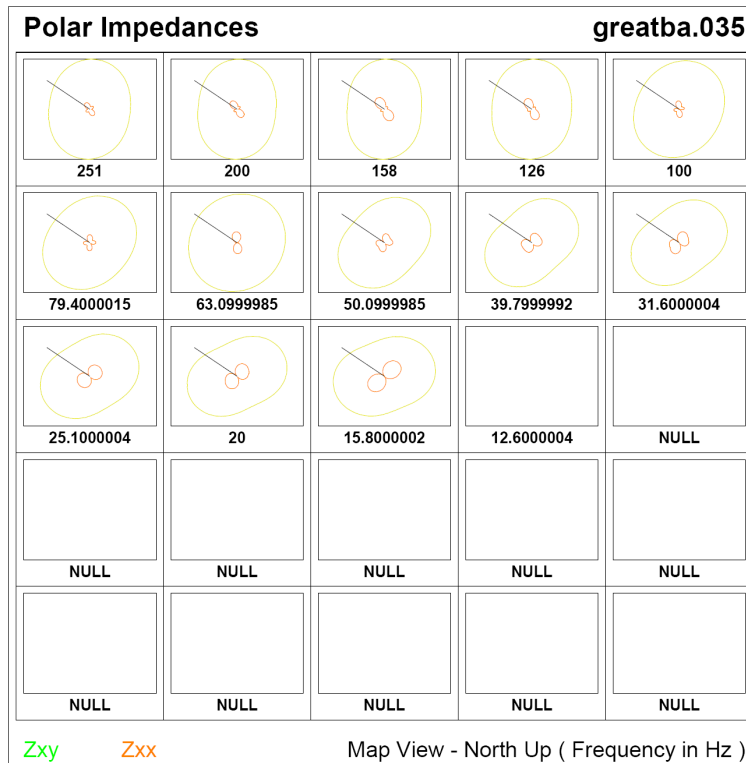 Polar Impedances greatba.035
251 200 158 126 100
79.4000015 63.0999985 50.0999985 39.7999992 31.6000004
25.1000004 20 15.8000002 12.6000004 NULL
NULL NULL NULL NULL NULL
NULL NULL NULL NULL NULL
Zxy Zxx Map View - North Up ( Frequency in Hz )